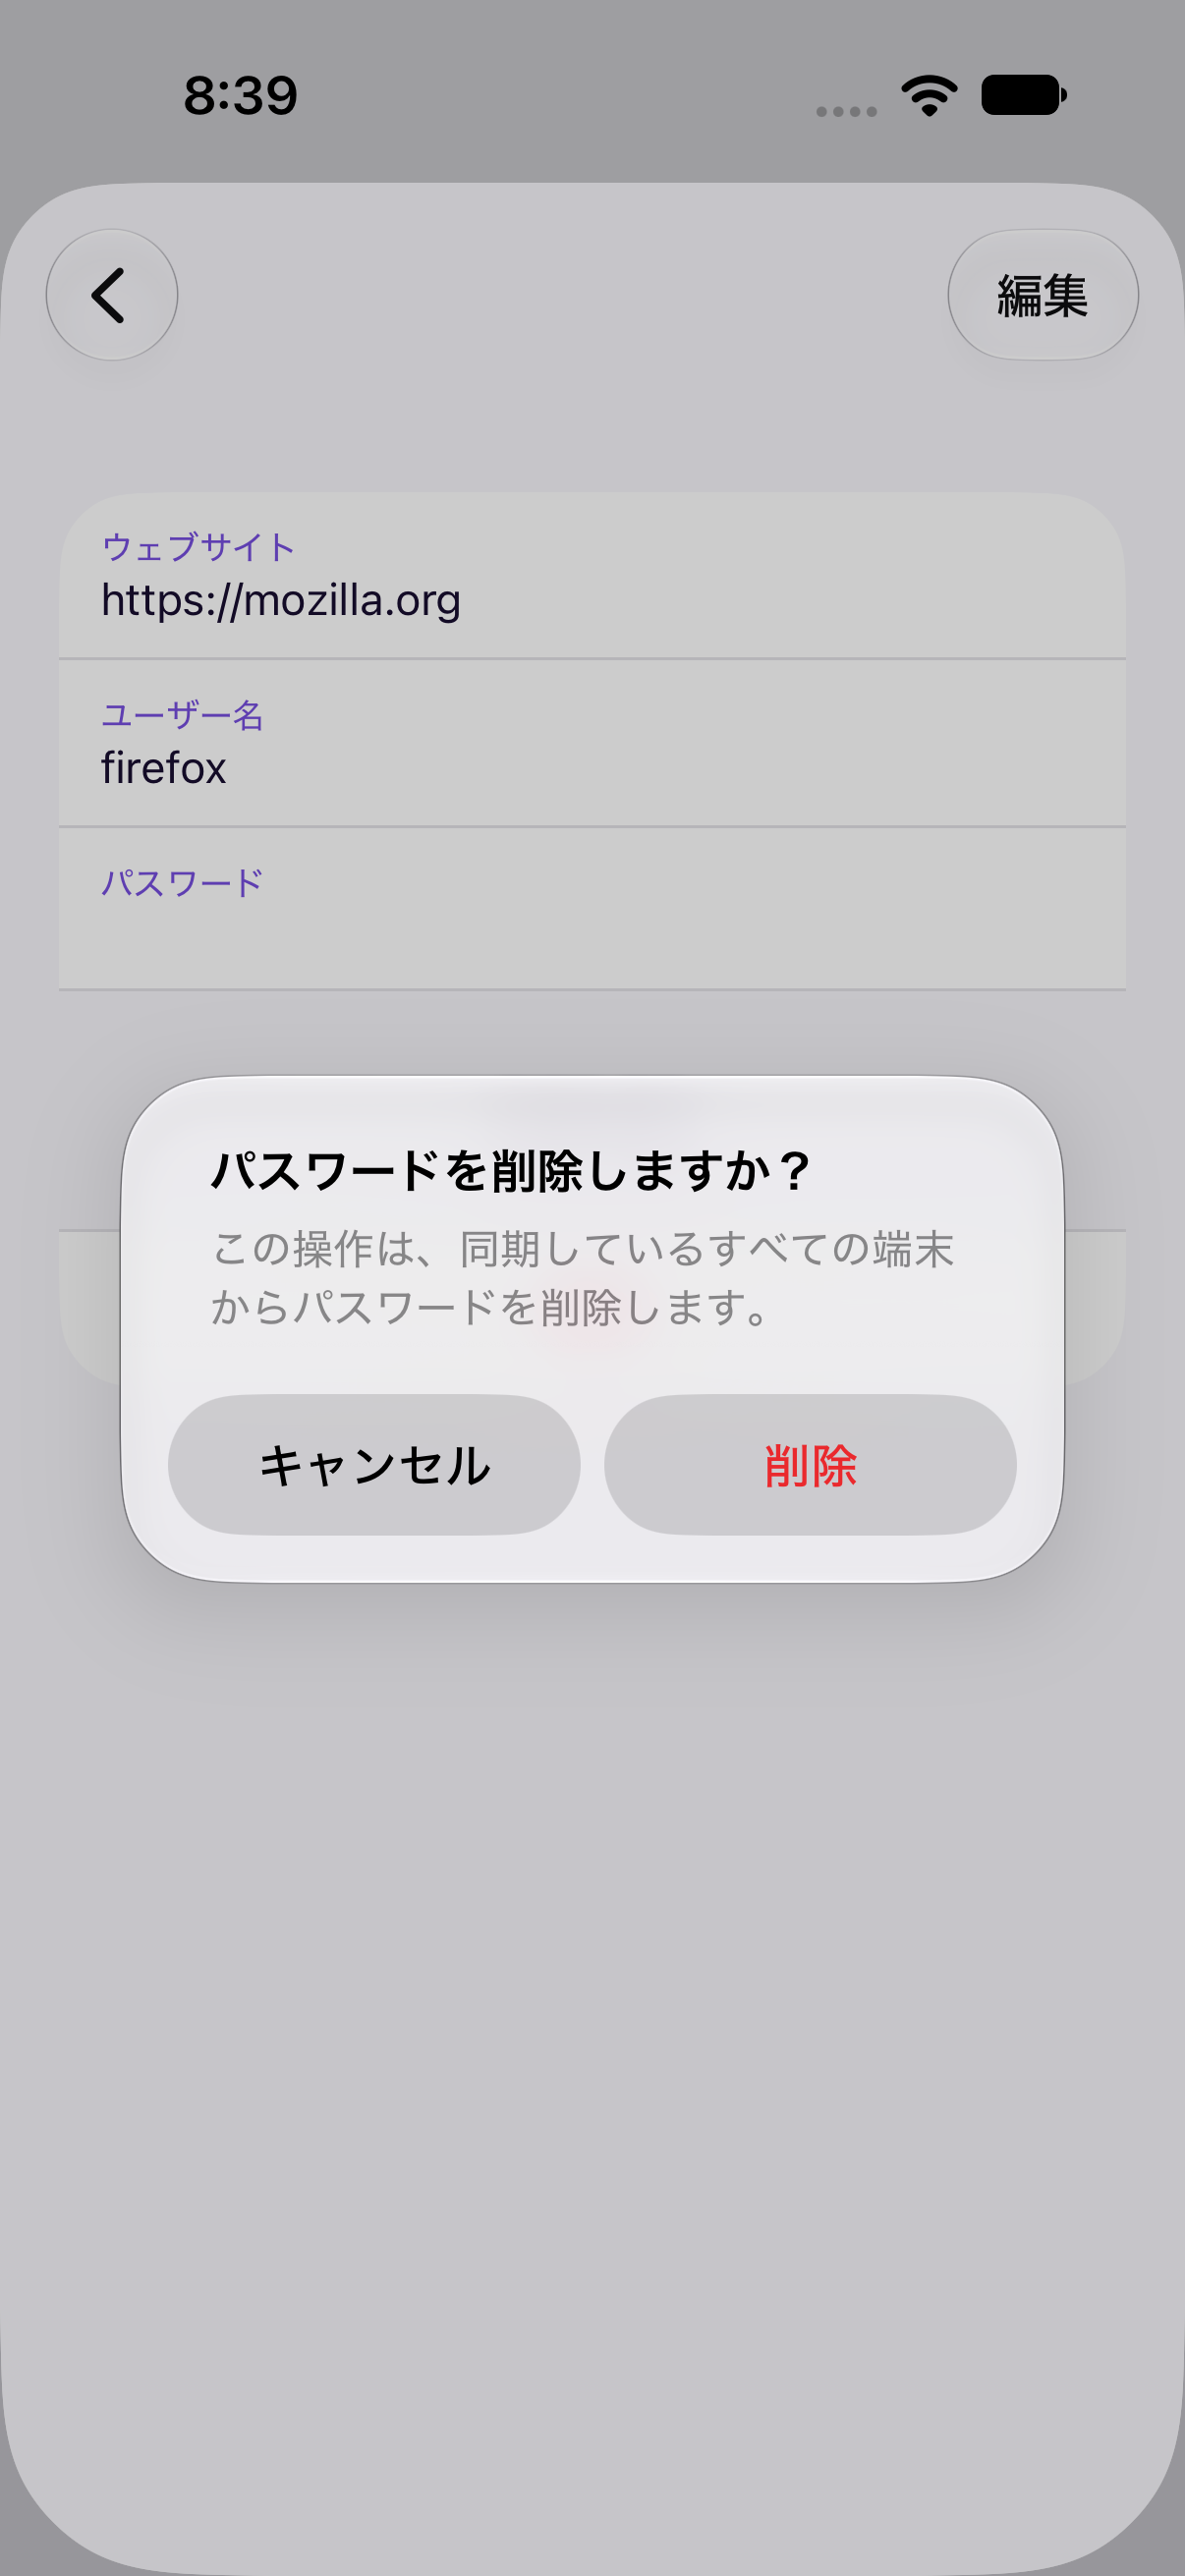 8:39
編集
ウェブサイト
https://mozilla.org
ユーザー名
firefox
パスワード
パスワードを削除しますか？
この操作は、同期しているすべての端末
からパスワードを削除します。
キャンセル
削除